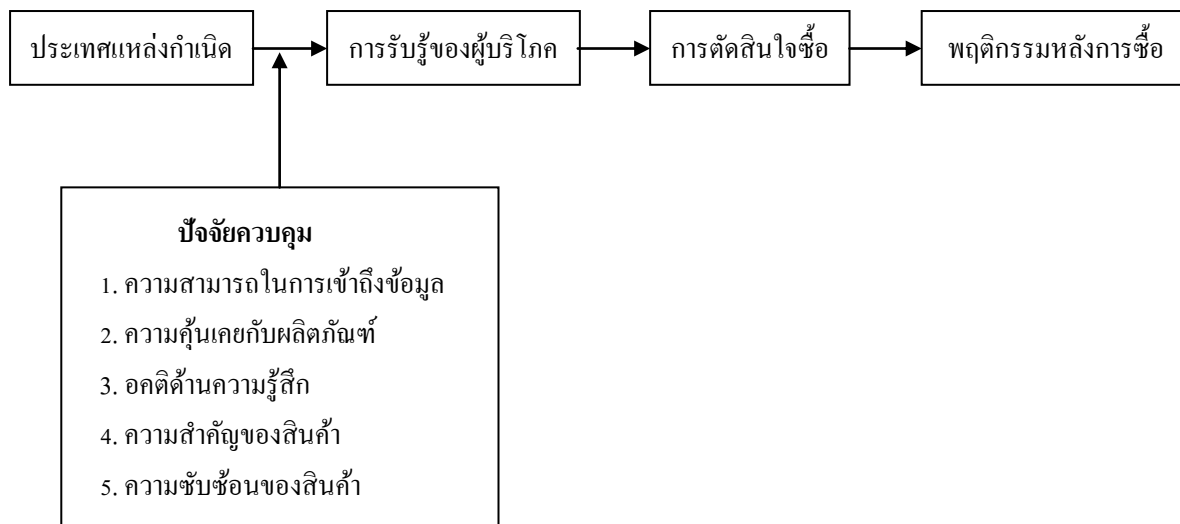 ประเทศแหล่งกำเนิด
การรับรู้ของผู้บริโภค
การตัดสินใจซื้อ
พฤติกรรมหลังการซื้อ
ปัจจัยควบคุม
1. ความสามารถในการเข้าถึงข้อมูล
2. ความคุ้นเคยกับผลิตภัณฑ์
3. อคติด้านความรู้สึก
4. ความสำคัญของสินค้า
5. ความซับซ้อนของสินค้า